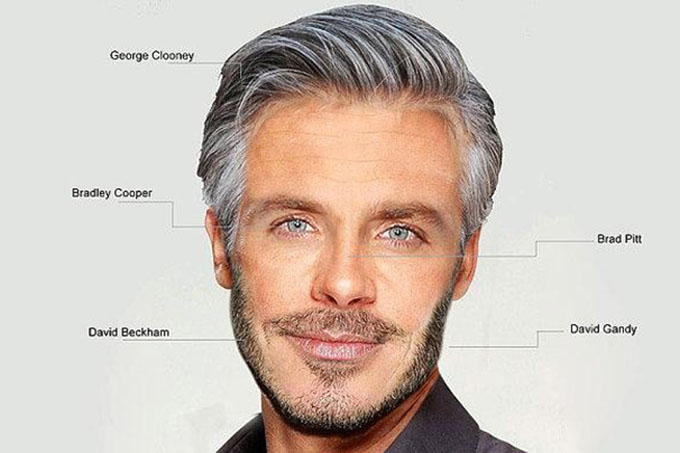 George Clooney
Bradley Cooper
Brad Pitt
David Beckham
David Gandy